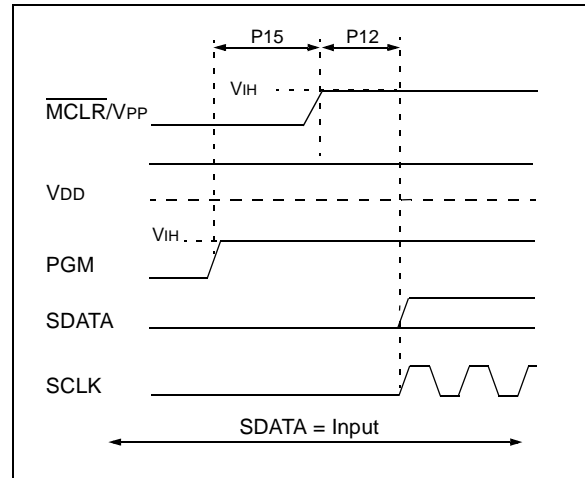 P15 P12
VIH
MCLR/VPP
VDD
VIH
PGM
SDATA
SCLK
SDATA = Input